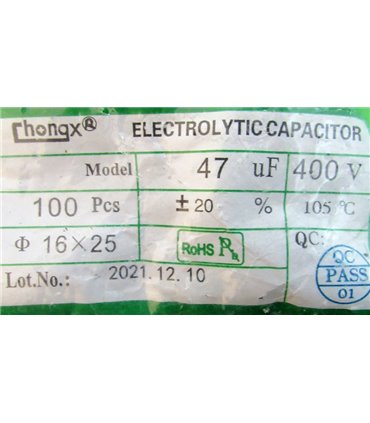 Chongx® ELECTROLYTIC CAPACITOR
Model 47 uF 400 V
100 Pcs ±20 % 105 ℃
Φ 16×25 RoHS QC:
Lot.No.: 2021.12.10
QC
PASS
01